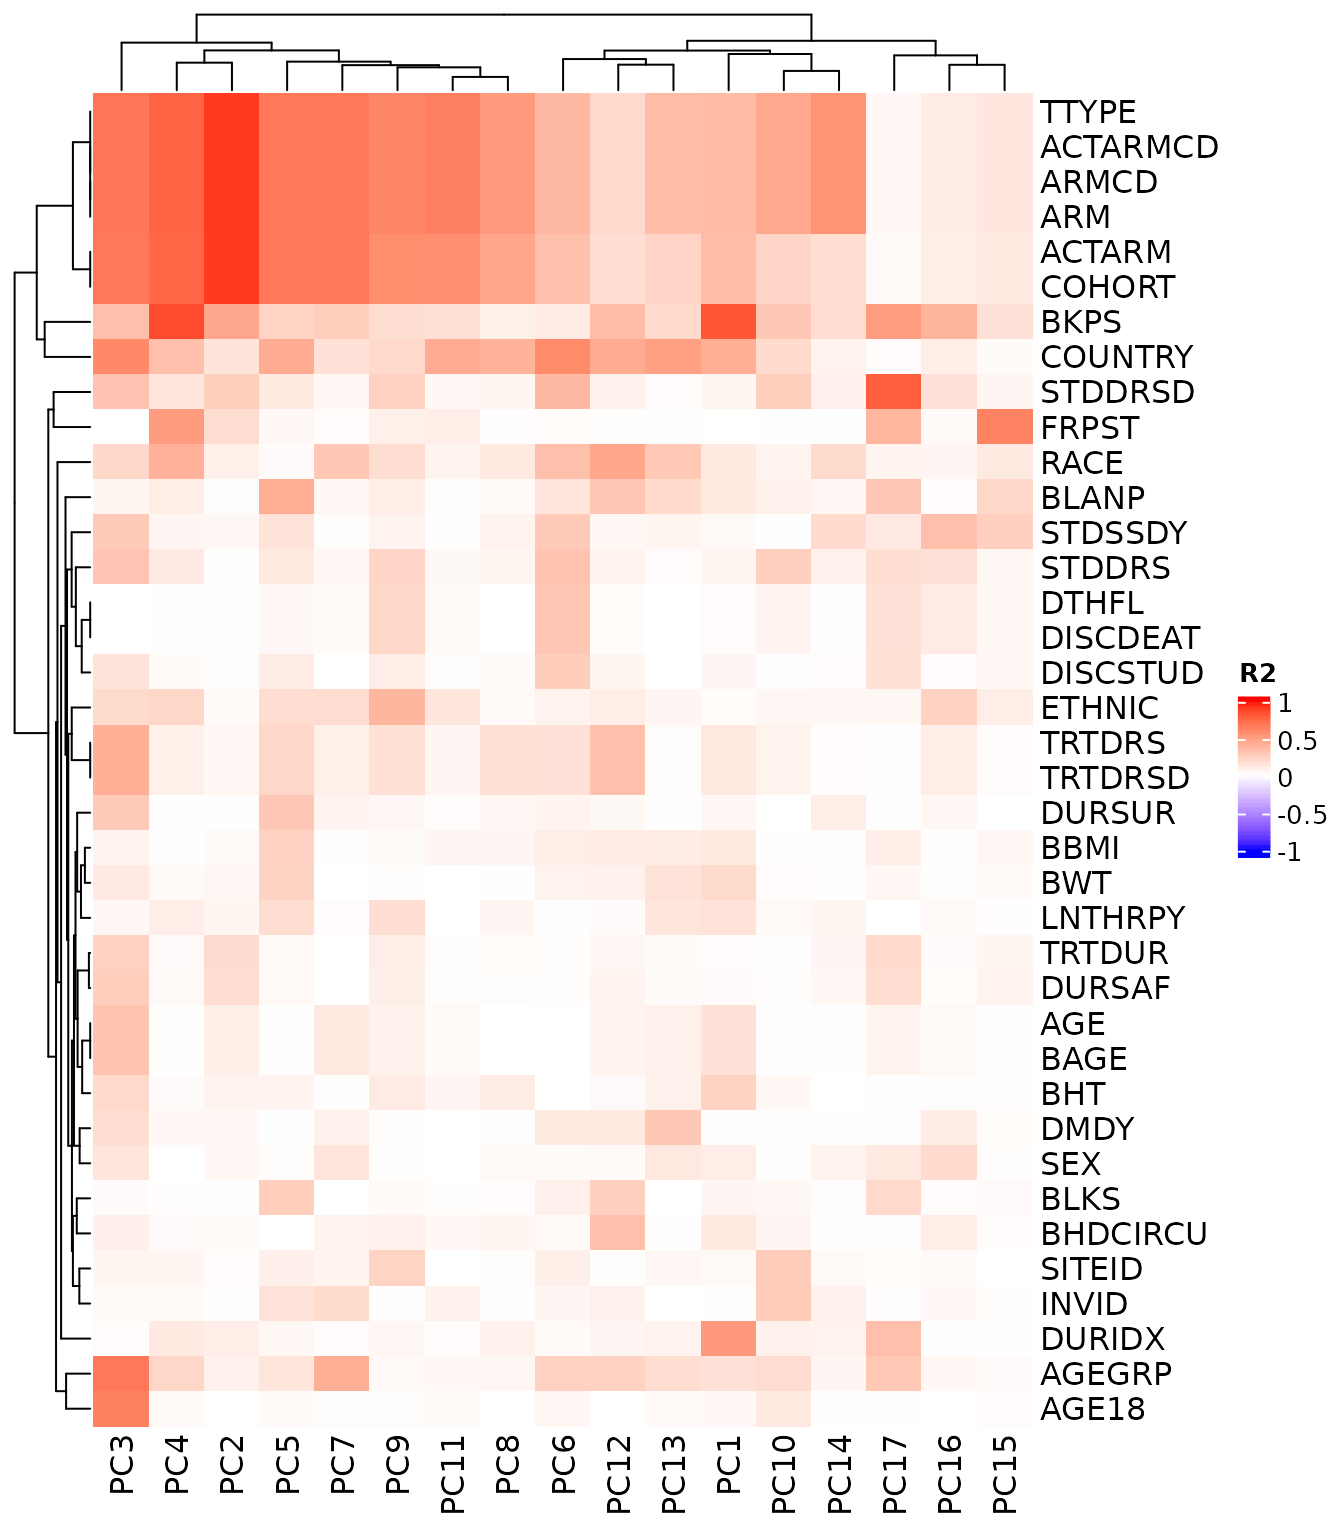 TTYPE
ACTARMCD
ARMCD
ARM
ACTARM
COHORT
BKPS
COUNTRY
STDDRSD
FRPST
RACE
BLANP
STDSSDY
STDDRS
DTHFL
DISCDEAT
DISCSTUD
ETHNIC
TRTDRS
TRTDRSD
DURSUR
BBMI
BWT
LNTHRPY
TRTDUR
DURSAF
AGE
BAGE
BHT
DMDY
SEX
BLKS
BHDCIRCU
SITEID
INVID
DURIDX
AGEGRP
AGE18
R2
1
0.5
0
-0.5
-1
PC3
PC4
PC2
PC5
PC7
PC9
PC11
PC8
PC6
PC12
PC13
PC1
PC10
PC14
PC17
PC16
PC15